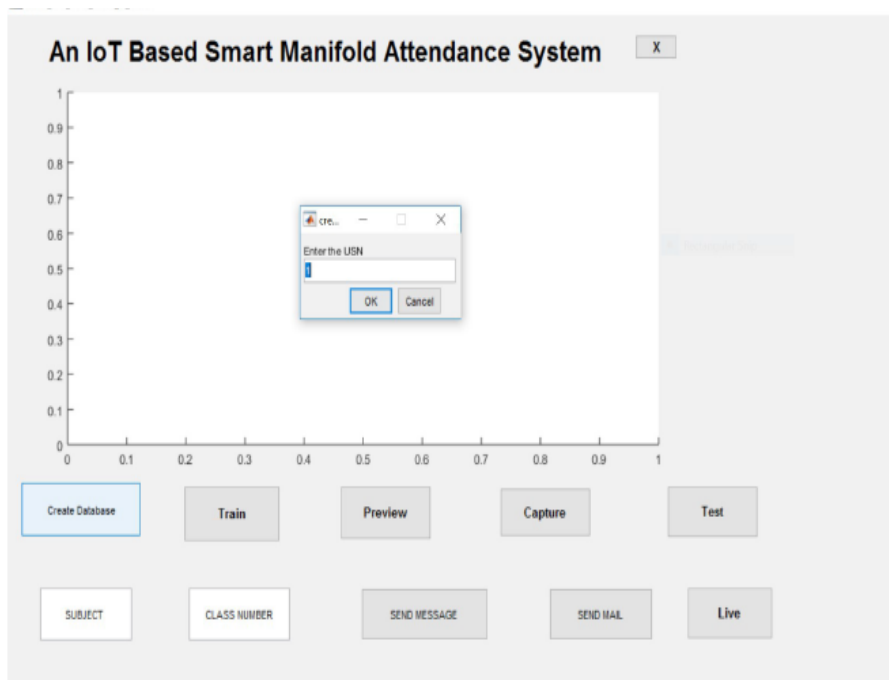 An IoT Based Smart Manifold Attendance System X
1
0.9
0.8
0.7
0.6
0.5
0.4
0.3
0.2
0.1
0
0 0.1 0.2 0.3 0.4 0.5 0.6 0.7 0.8 0.9 1
cre...
Enter the USN
1
OK Cancel
Create Database Train Preview Capture Test
SUBJECT CLASS NUMBER SEND MESSAGE SEND MAIL Live